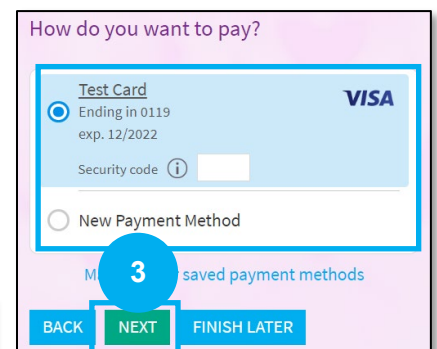 How do you want to pay?
Test Card
VISA
Ending in 0119
exp. 12/2022
Security code i
New Payment Method
3
saved payment methods
BACK NEXT FINISH LATER